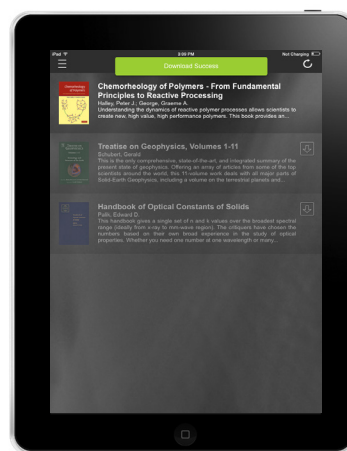 iPad
3:09 PM
Not Charging
Download Success
Chemorheology of Polymers - From Fundamental
Principles to Reactive Processing
Halley, Peter J.; George, Graeme A.
Understanding the dynamics of reactive polymer processes allows scientists to
create new, high value, high performance polymers. This book provides an...
Treatise on Geophysics, Volumes 1-11
Schubert, Gerald
This is the only comprehensive, state-of-the-art, and integrated summary of the
present state of geophysics. Offering an array of articles from some of the top
scientists around the world, this 11-volume work deals with all major parts of
Solid-Earth Geophysics, including a volume on the terrestrial planets and...
Handbook of Optical Constants of Solids
Palik, Edward D.
This handbook gives a single set of n and k values over the broadest spectral
range (ideally from x-ray to mm-wave region). The critiquers have chosen the
numbers based on their own broad experience in the study of optical
properties. Whether you need one number at one wavelength or many...